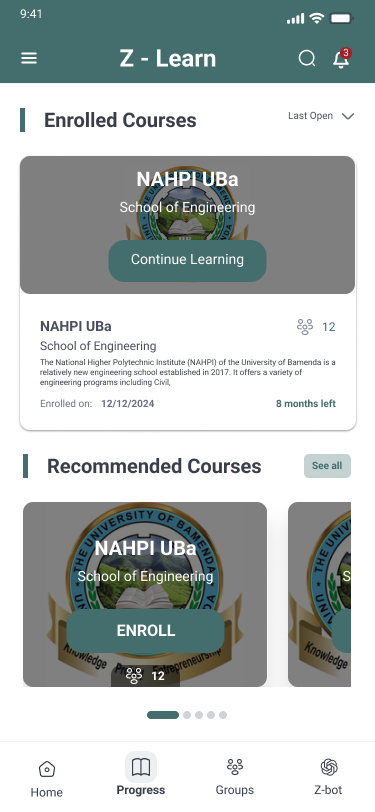 9:41
Z - Learn
3
Enrolled Courses
Last Open
NAHPI UBa
School of Engineering
Continue Learning
NAHPI UBa
12
School of Engineering
The National Higher Polytechnic Institute (NAHPI) of the University of Bamenda is a
relatively new engineering school established in 2017. It offers a variety of
engineering programs including Civil,
Enrolled on: 12/12/2024
8 months left
Recommended Courses
See all
THE UNIVERSITY OF BAMENDA
NAHPI UBa
School of Engineering
S
ENROLL
Knowledge
Entrepreneurship
Knowledge
12
Home
Progress
Groups
Z-bot